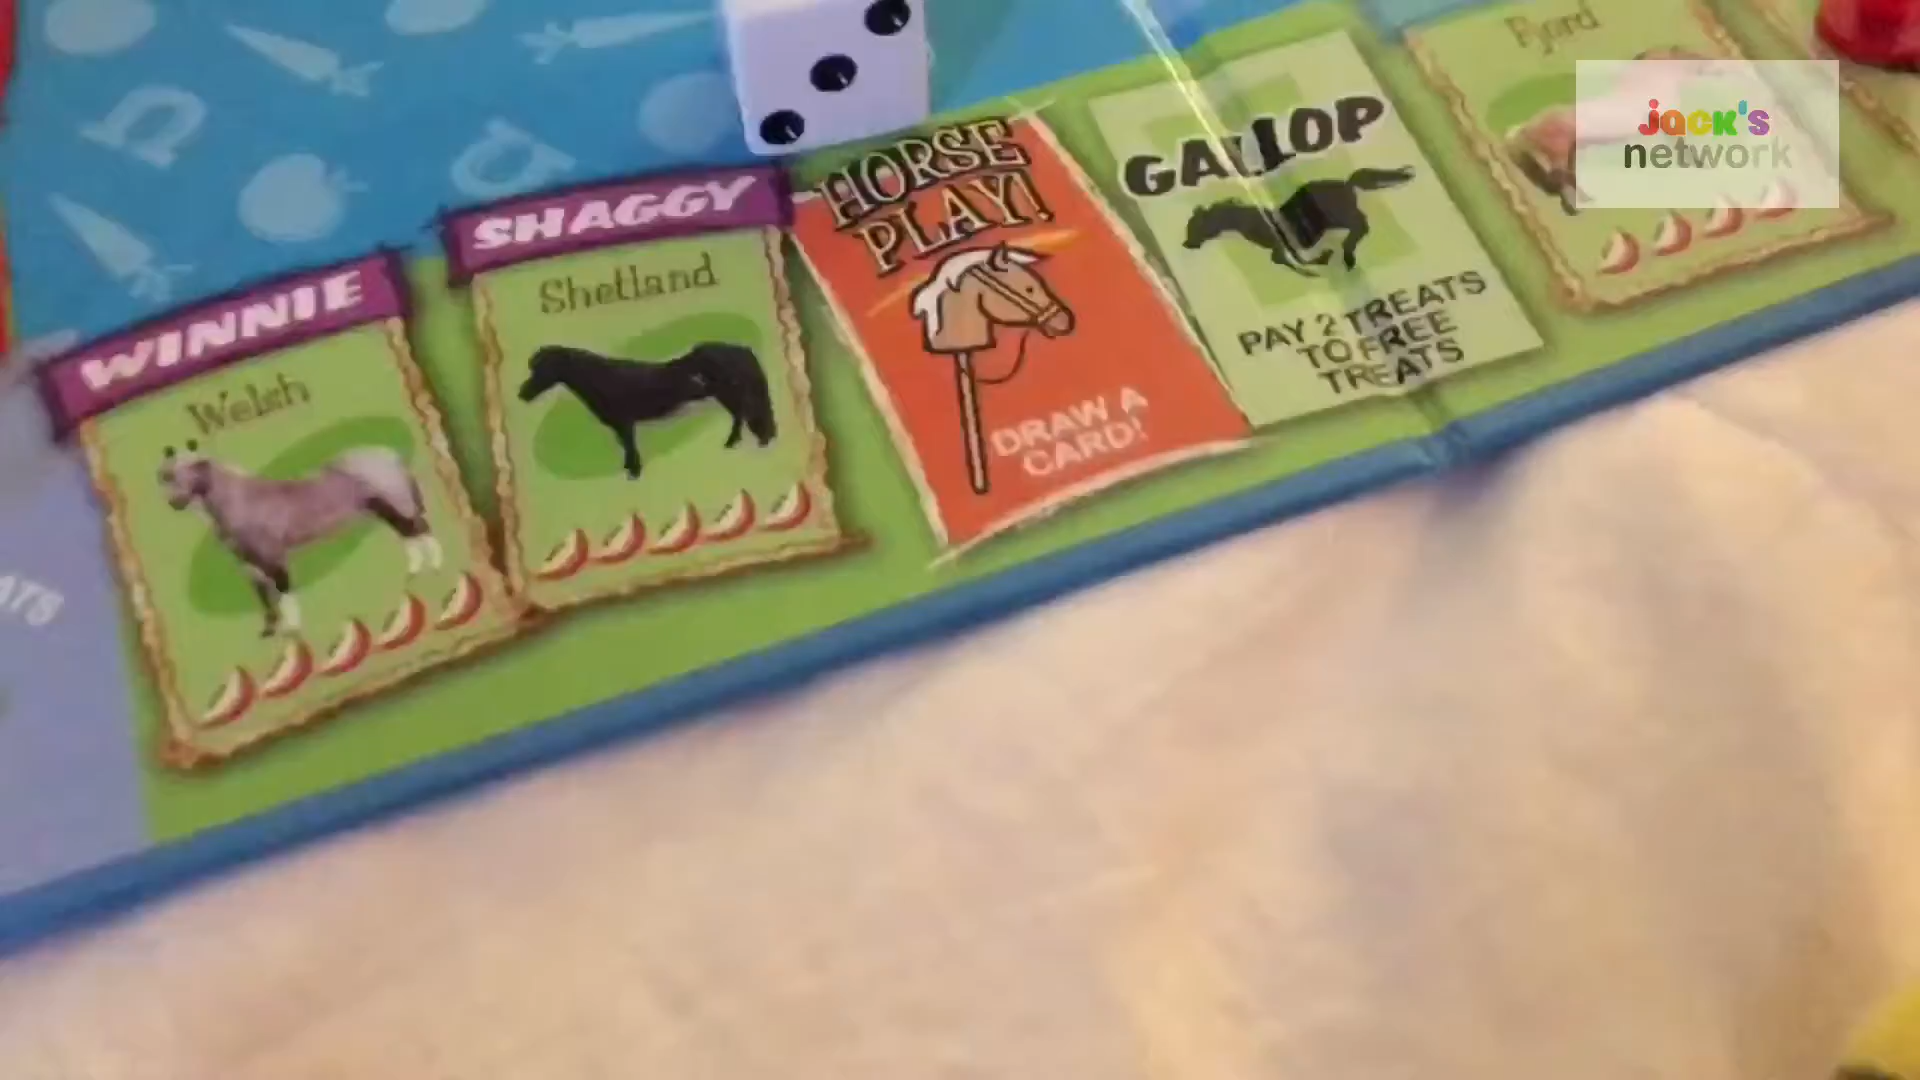 WINNIE
Welsh
SHAGGY
Shetland
HORSE
PLAY!
DRAW A
CARD!
GALLOP
PAY 2 TREATS
TO FREE
TREATS
Fjord
jack's
network